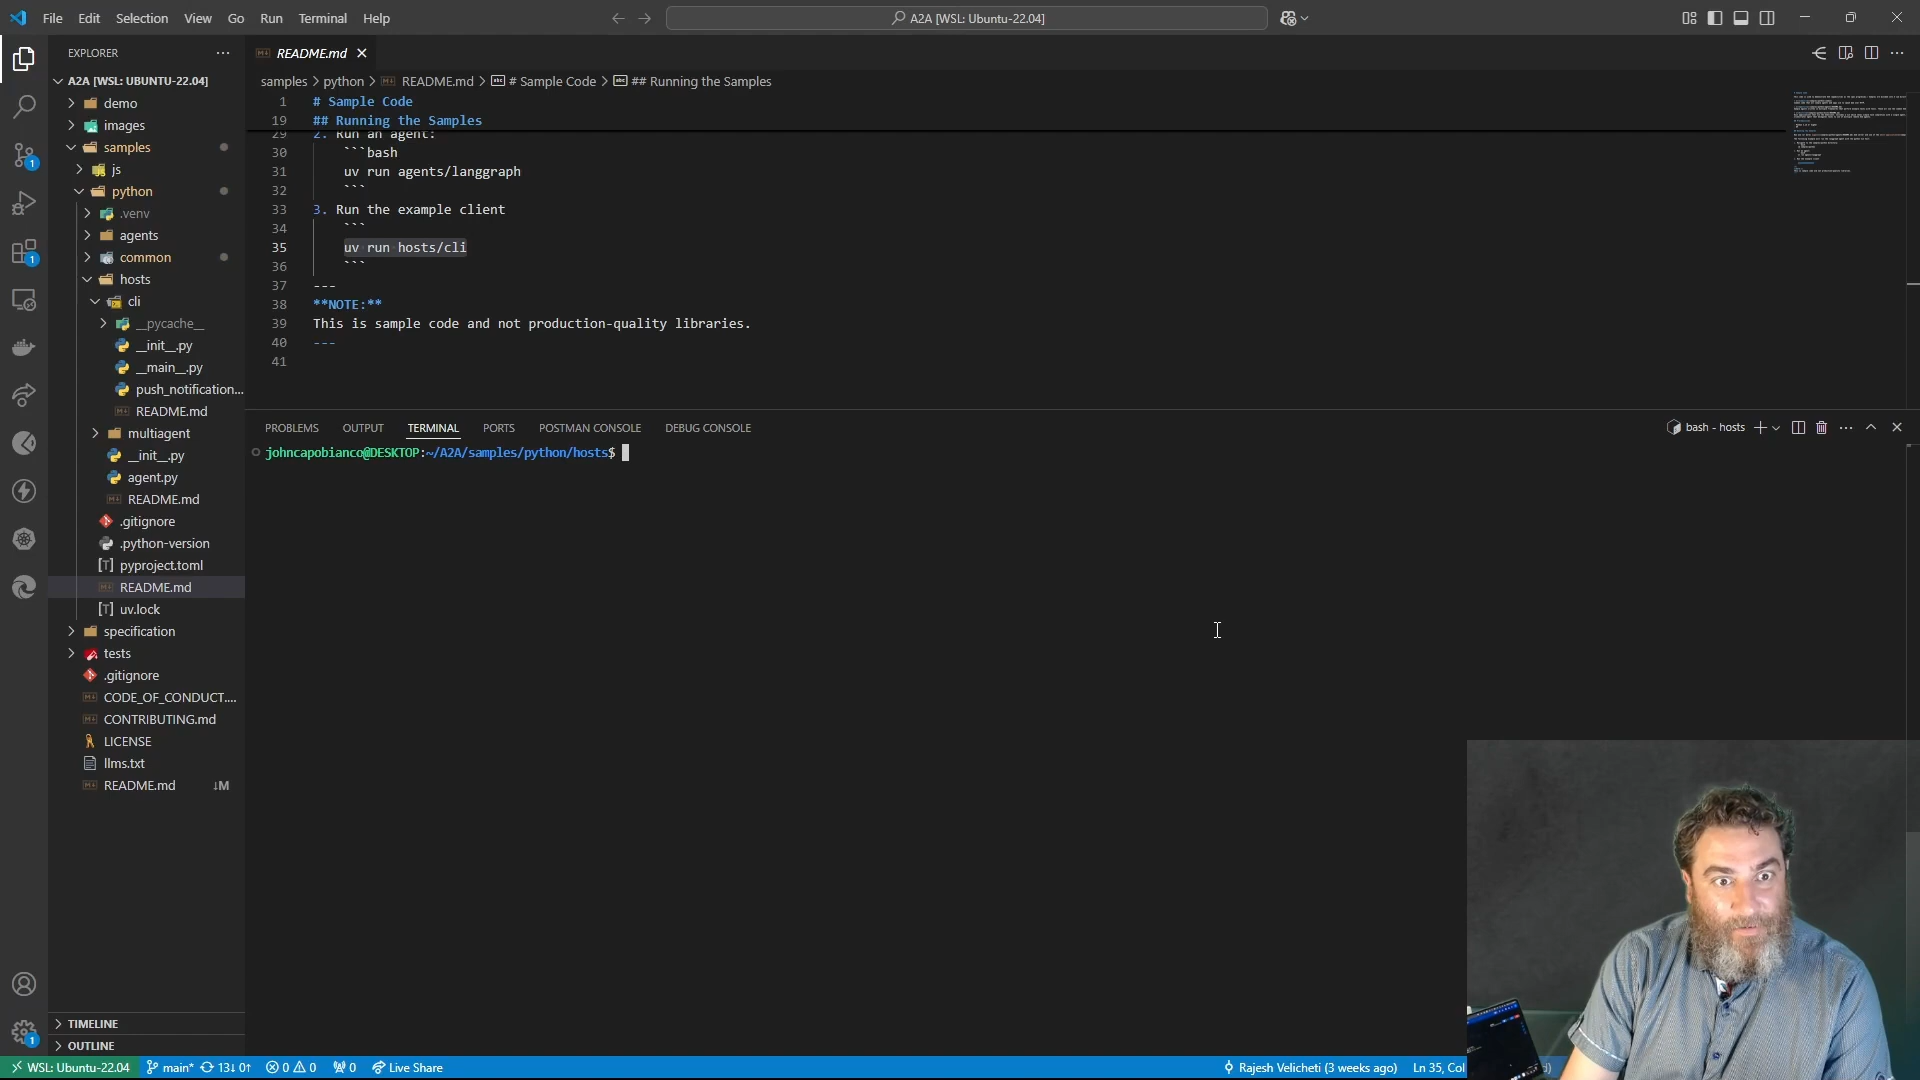 File Edit Selection View Go Run Terminal Help
A2A [WSL: Ubuntu-22.04]
EXPLORER
A2A [WSL: UBUNTU-22.04]
demo
images
samples
js
python
.venv
agents
common
hosts
cli
__pycache__
__init__.py
__main__.py
push_notification...
README.md
multiagent
__init__.py
agent.py
README.md
.gitignore
.python-version
pyproject.toml
README.md
uv.lock
specification
tests
.gitignore
CODE_OF_CONDUCT....
CONTRIBUTING.md
LICENSE
llms.txt
README.md ↓M
TIMELINE
OUTLINE
README.md
samples > python > README.md > # Sample Code > ## Running the Samples
1 # Sample Code
19 ## Running the Samples
29 2. Run an agent:
30 ```bash
31 uv run agents/langgraph
32 ```
33 3. Run the example client
34 ```
35 uv run hosts/cli
36 ```
37 ---
38 **NOTE:**
39 This is sample code and not production-quality libraries.
40 ---
41
PROBLEMS OUTPUT TERMINAL PORTS POSTMAN CONSOLE DEBUG CONSOLE
bash - hosts
johncapobianco@DESKTOP:~/A2A/samples/python/hosts$
WSL: Ubuntu-22.04 main* 13↓ 0↑ 0 0 0 Live Share
Rajesh Velicheti (3 weeks ago) Ln 35, Col